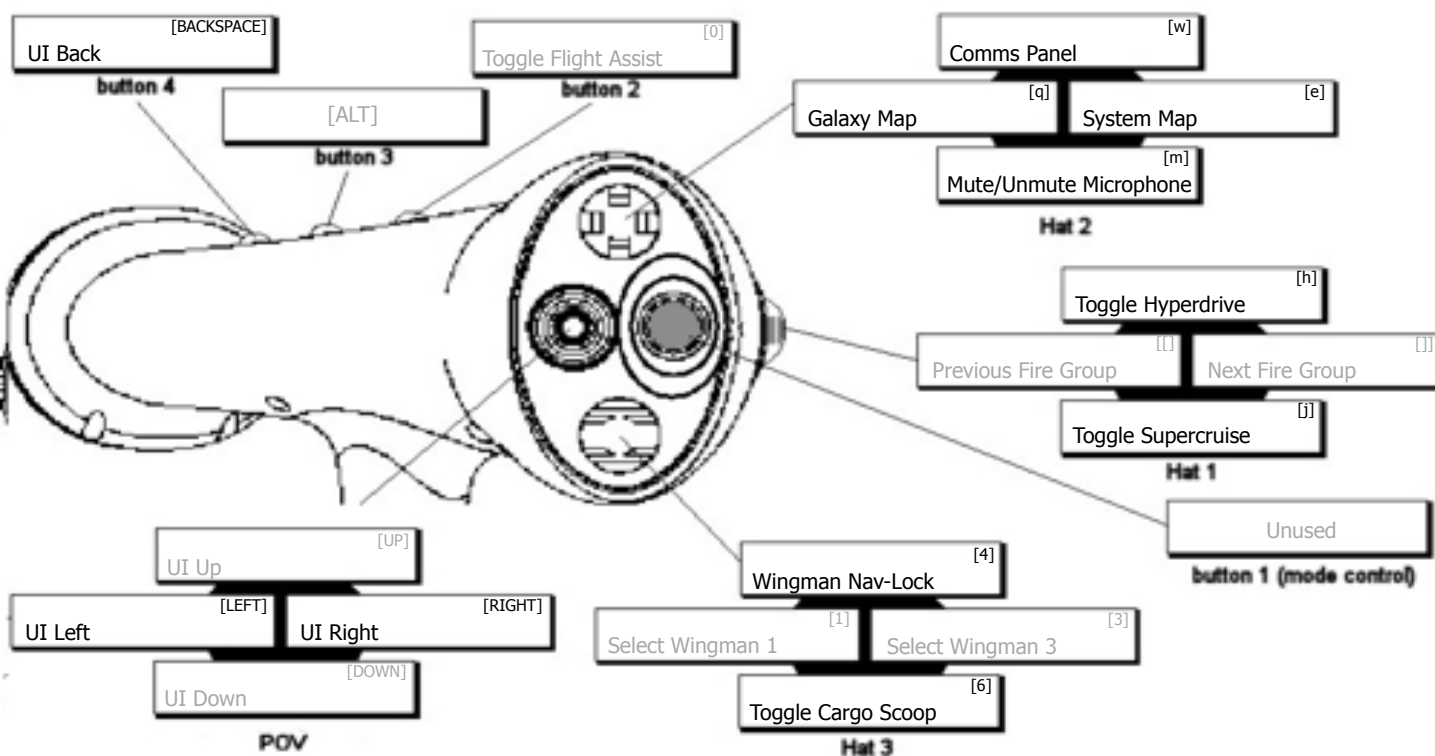 [BACKSPACE]
UI Back
button 4
[ALT]
button 3
[0]
Toggle Flight Assist
button 2
[w]
Comms Panel
[q]
Galaxy Map
[e]
System Map
[m]
Mute/Unmute Microphone
Hat 2
[h]
Toggle Hyperdrive
[[]
Previous Fire Group
[]]
Next Fire Group
[j]
Toggle Supercruise
Hat 1
Unused
button 1 (mode control)
[UP]
UI Up
[LEFT]
UI Left
[RIGHT]
UI Right
[DOWN]
UI Down
POV
[4]
Wingman Nav-Lock
[1]
Select Wingman 1
[3]
Select Wingman 3
[6]
Toggle Cargo Scoop
Hat 3